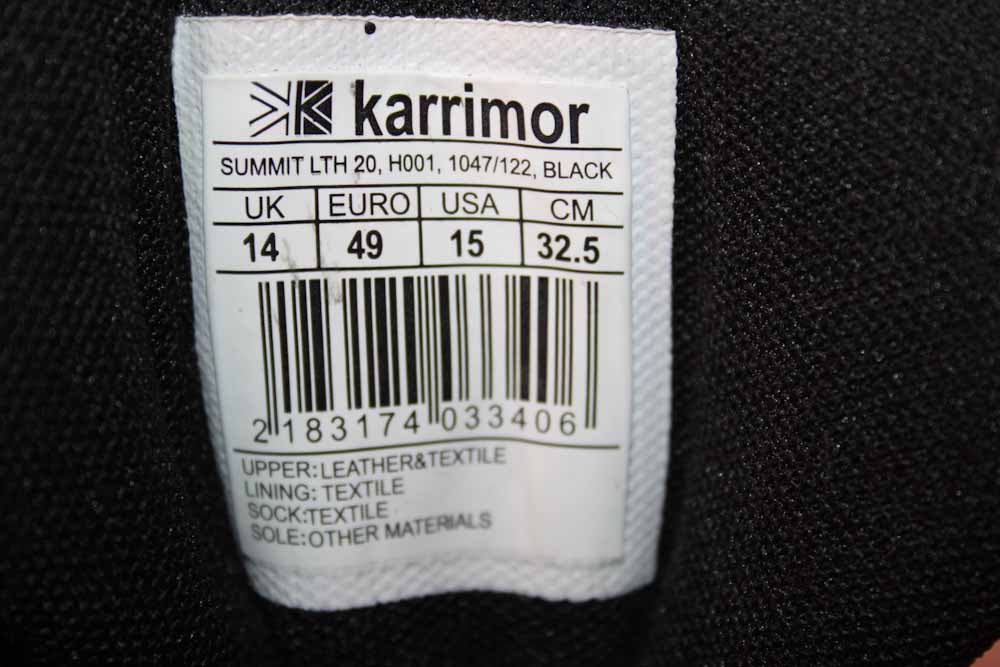 karrimor
SUMMIT LTH 20, H001, 1047/122, BLACK
UK EURO USA CM
14 49 15 32.5
2 183174 033406
UPPER:LEATHER&TEXTILE
LINING: TEXTILE
SOCK:TEXTILE
SOLE:OTHER MATERIALS